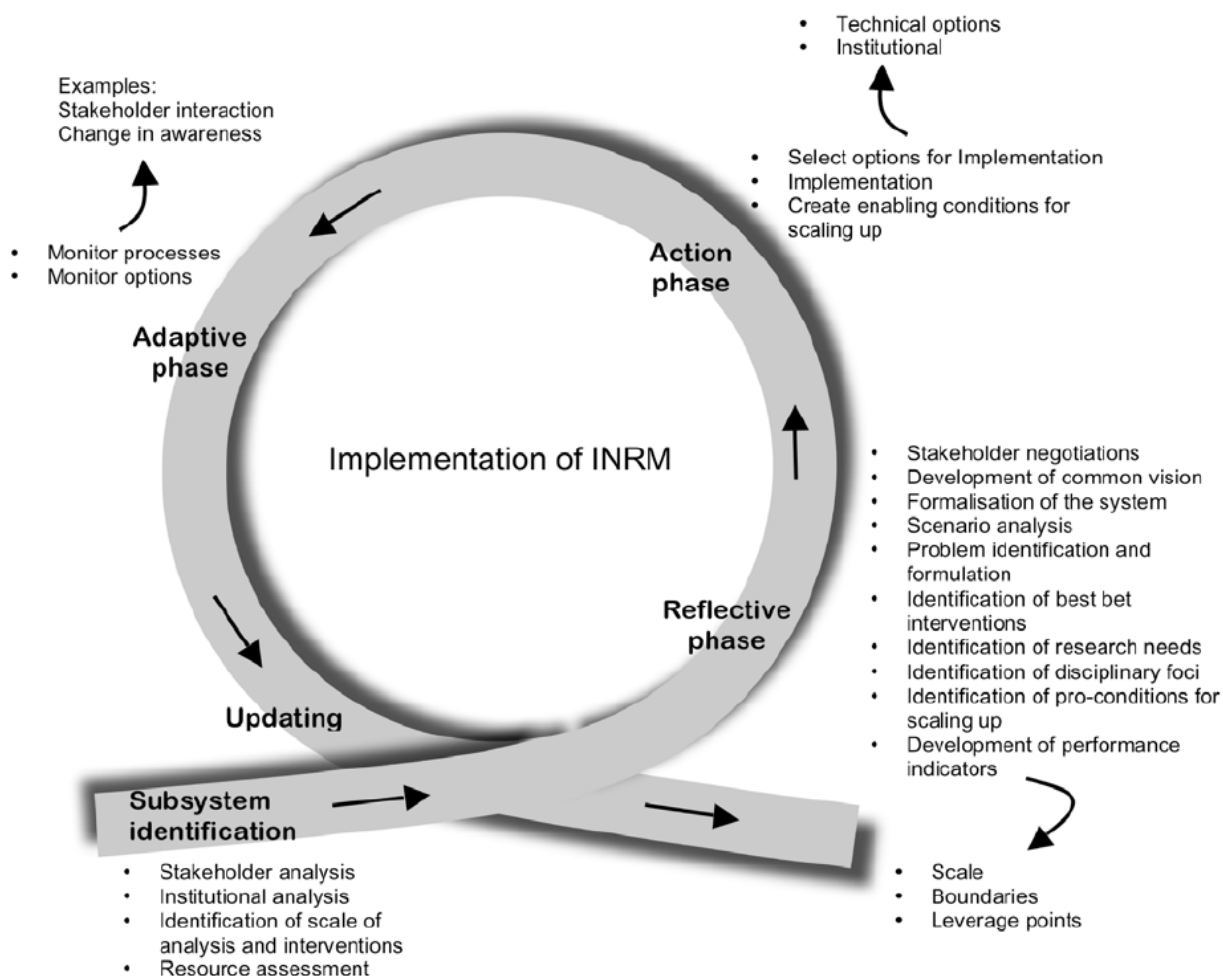 • Technical options
• Institutional
Examples:
Stakeholder interaction
Change in awareness
• Select options for Implementation
• Implementation
• Create enabling conditions for
scaling up
• Monitor processes
• Monitor options
Action
phase
Adaptive
phase
Implementation of INRM
• Stakeholder negotiations
• Development of common vision
• Formalisation of the system
• Scenario analysis
• Problem identification and
formulation
• Identification of best bet
interventions
• Identification of research needs
• Identification of disciplinary foci
• Identification of pro-conditions for
scaling up
• Development of performance
indicators
Reflective
phase
Updating
Subsystem
identification
• Stakeholder analysis
• Institutional analysis
• Identification of scale of
analysis and interventions
• Resource assessment
• Scale
• Boundaries
• Leverage points